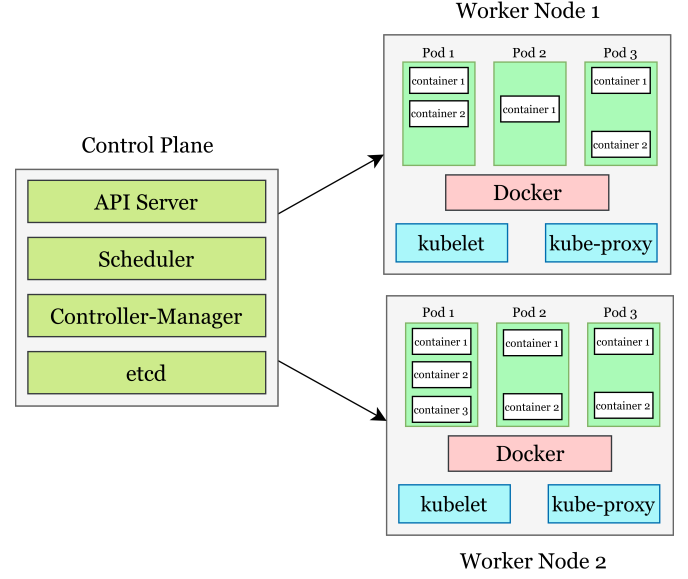 Worker Node 1
Pod 1
Pod 2
Pod 3
container 1
container 2
container 1
container 1
container 2
Docker
kubelet
kube-proxy
Control Plane
API Server
Scheduler
Controller-Manager
etcd
Pod 1
Pod 2
Pod 3
container 1
container 2
container 3
container 1
container 2
container 1
container 2
Docker
kubelet
kube-proxy
Worker Node 2